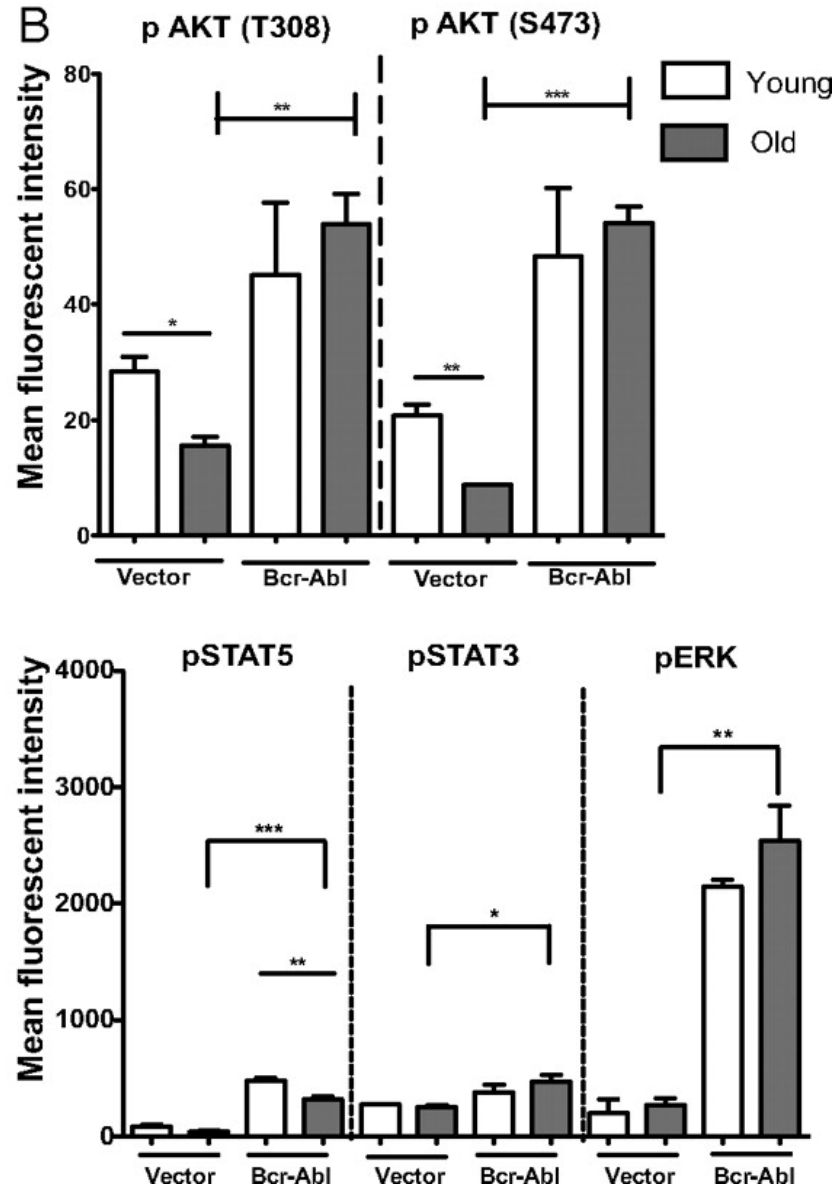 B
p AKT (T308) p AKT (S473)
Mean fluorescent intensity
80
60
40
20
0
Young
Old
** ***
* **
Vector Bcr-Abl Vector Bcr-Abl
pSTAT5 pSTAT3 pERK
Mean fluorescent intensity
4000
3000
2000
1000
0
**
***
*
**
Vector Bcr-Abl Vector Bcr-Abl Vector Bcr-Abl